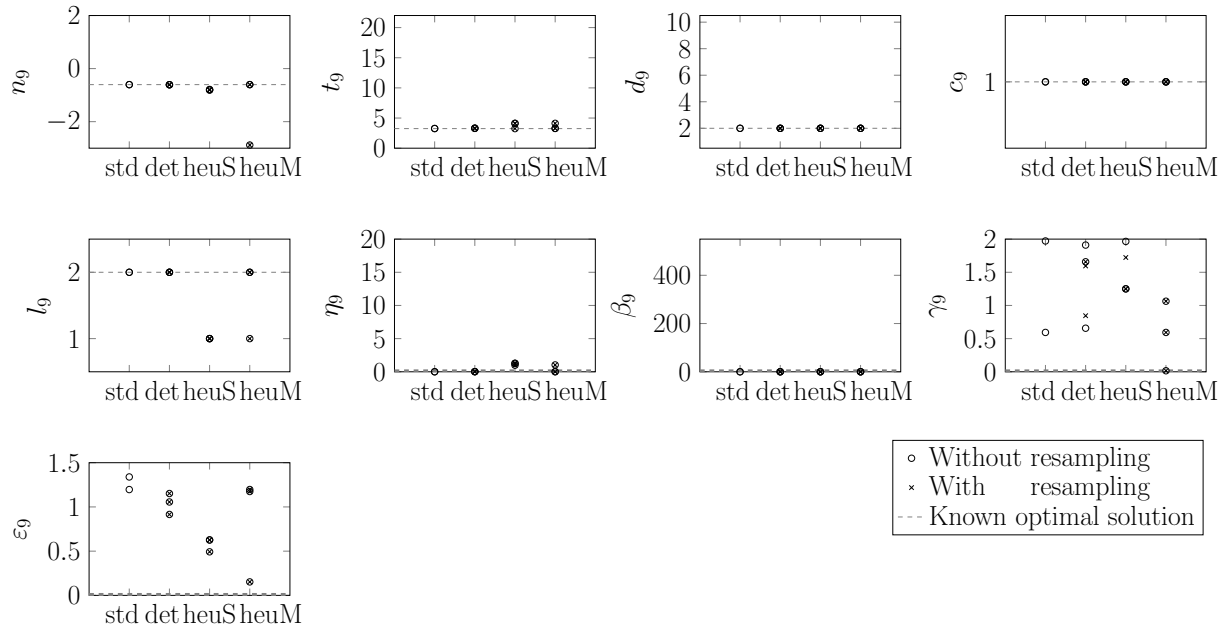 2
0
−2
n₉
std det heuS heuM
20
15
10
5
0
t₉
std det heuS heuM
10
8
6
4
2
d₉
std det heuS heuM
1
c₉
std det heuS heuM
2
1
l₉
std det heuS heuM
20
15
10
5
0
η₉
std det heuS heuM
400
200
0
β₉
std det heuS heuM
2
1.5
1
0.5
0
γ₉
std det heuS heuM
1.5
1
0.5
0
ε₉
std det heuS heuM
Without resampling
With resampling
Known optimal solution